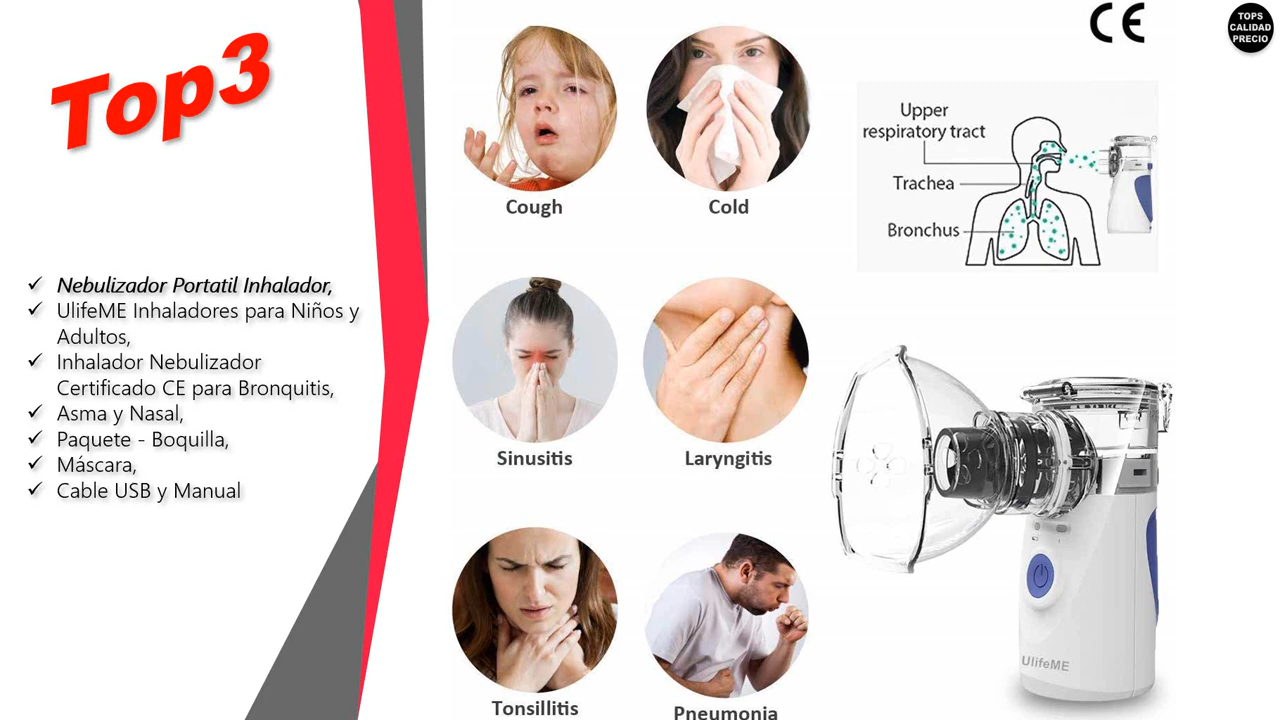 Top3
Nebulizador Portatil Inhalador,
UlifeME Inhaladores para Niños y
Adultos,
Inhalador Nebulizador
Certificado CE para Bronquitis,
Asma y Nasal,
Paquete - Boquilla,
Máscara,
Cable USB y Manual
Cough
Cold
Sinusitis
Laryngitis
Tonsillitis
Pneumonia
CE
TOPS
CALIDAD
PRECIO
Upper
respiratory tract
Trachea
Bronchus
UlifeME